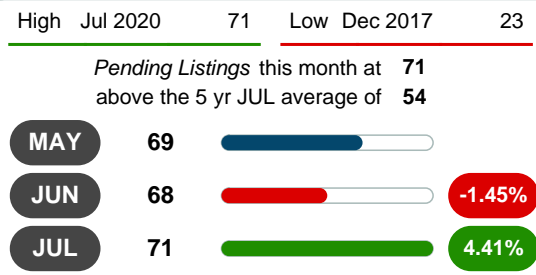 High Jul 2020 71 Low Dec 2017 23
Pending Listings this month at 71
above the 5 yr JUL average of 54
MAY 69
JUN 68 -1.45%
JUL 71 4.41%